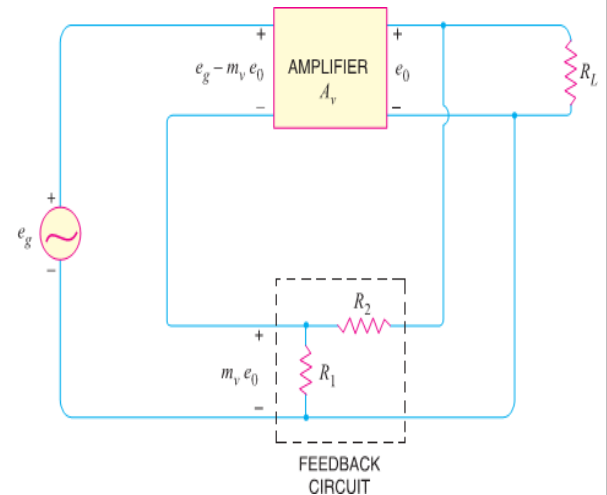 +
+
e_g – m_v e_0
AMPLIFIER
A_v
e_0
R_L
–
–
+
e_g
–
R_2
+
m_v e_0
R_1
–
FEEDBACK
CIRCUIT